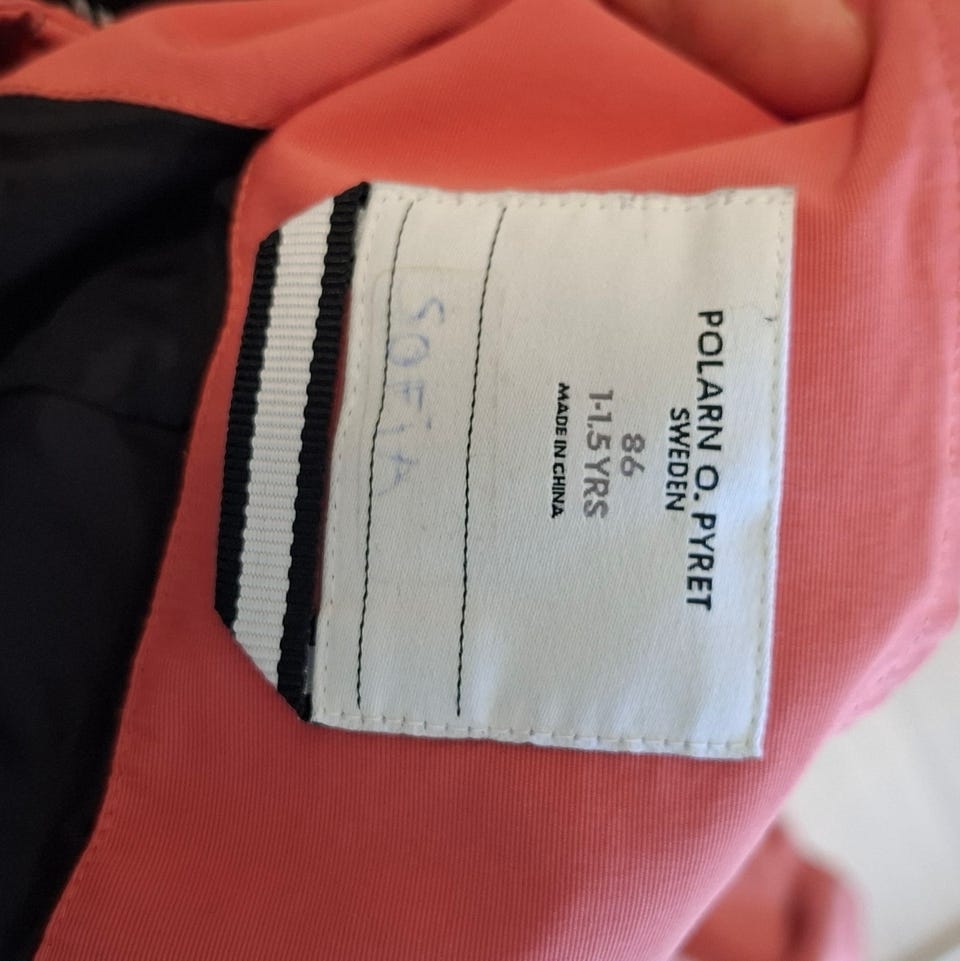 POLARN O. PYRET
SWEDEN
86
1-1.5 YRS
MADE IN CHINA
SOFIA